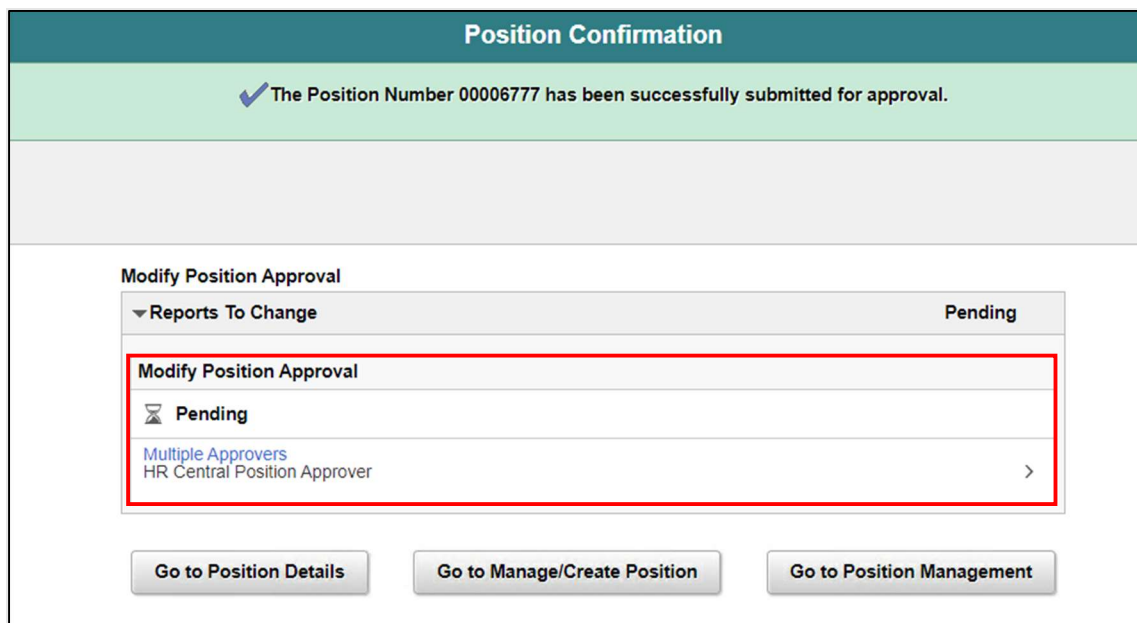 Position Confirmation
The Position Number 00006777 has been successfully submitted for approval.
Modify Position Approval
Reports To Change Pending
Modify Position Approval
Pending
Multiple Approvers
HR Central Position Approver
Go to Position Details Go to Manage/Create Position Go to Position Management